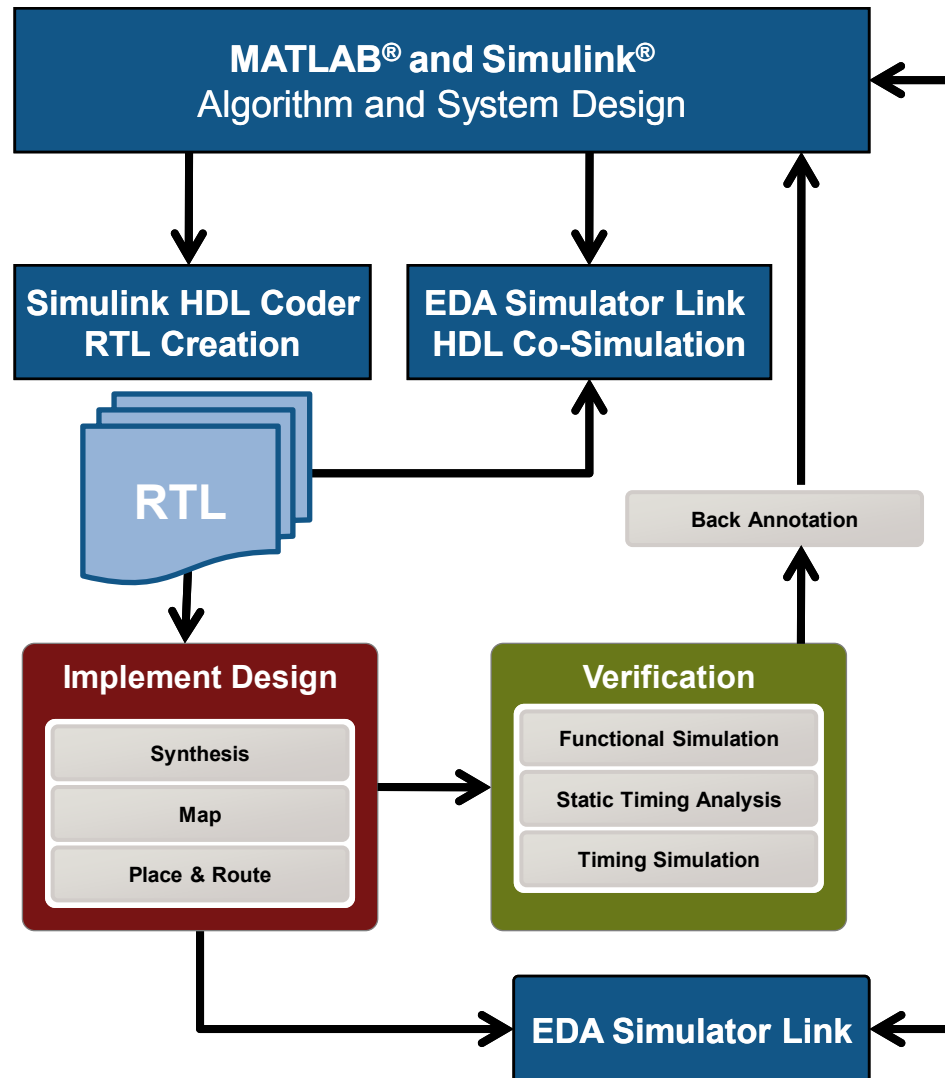 MATLAB® and Simulink®
Algorithm and System Design
Simulink HDL Coder
RTL Creation
EDA Simulator Link
HDL Co-Simulation
RTL
Back Annotation
Implement Design
Synthesis
Map
Place & Route
Verification
Functional Simulation
Static Timing Analysis
Timing Simulation
EDA Simulator Link